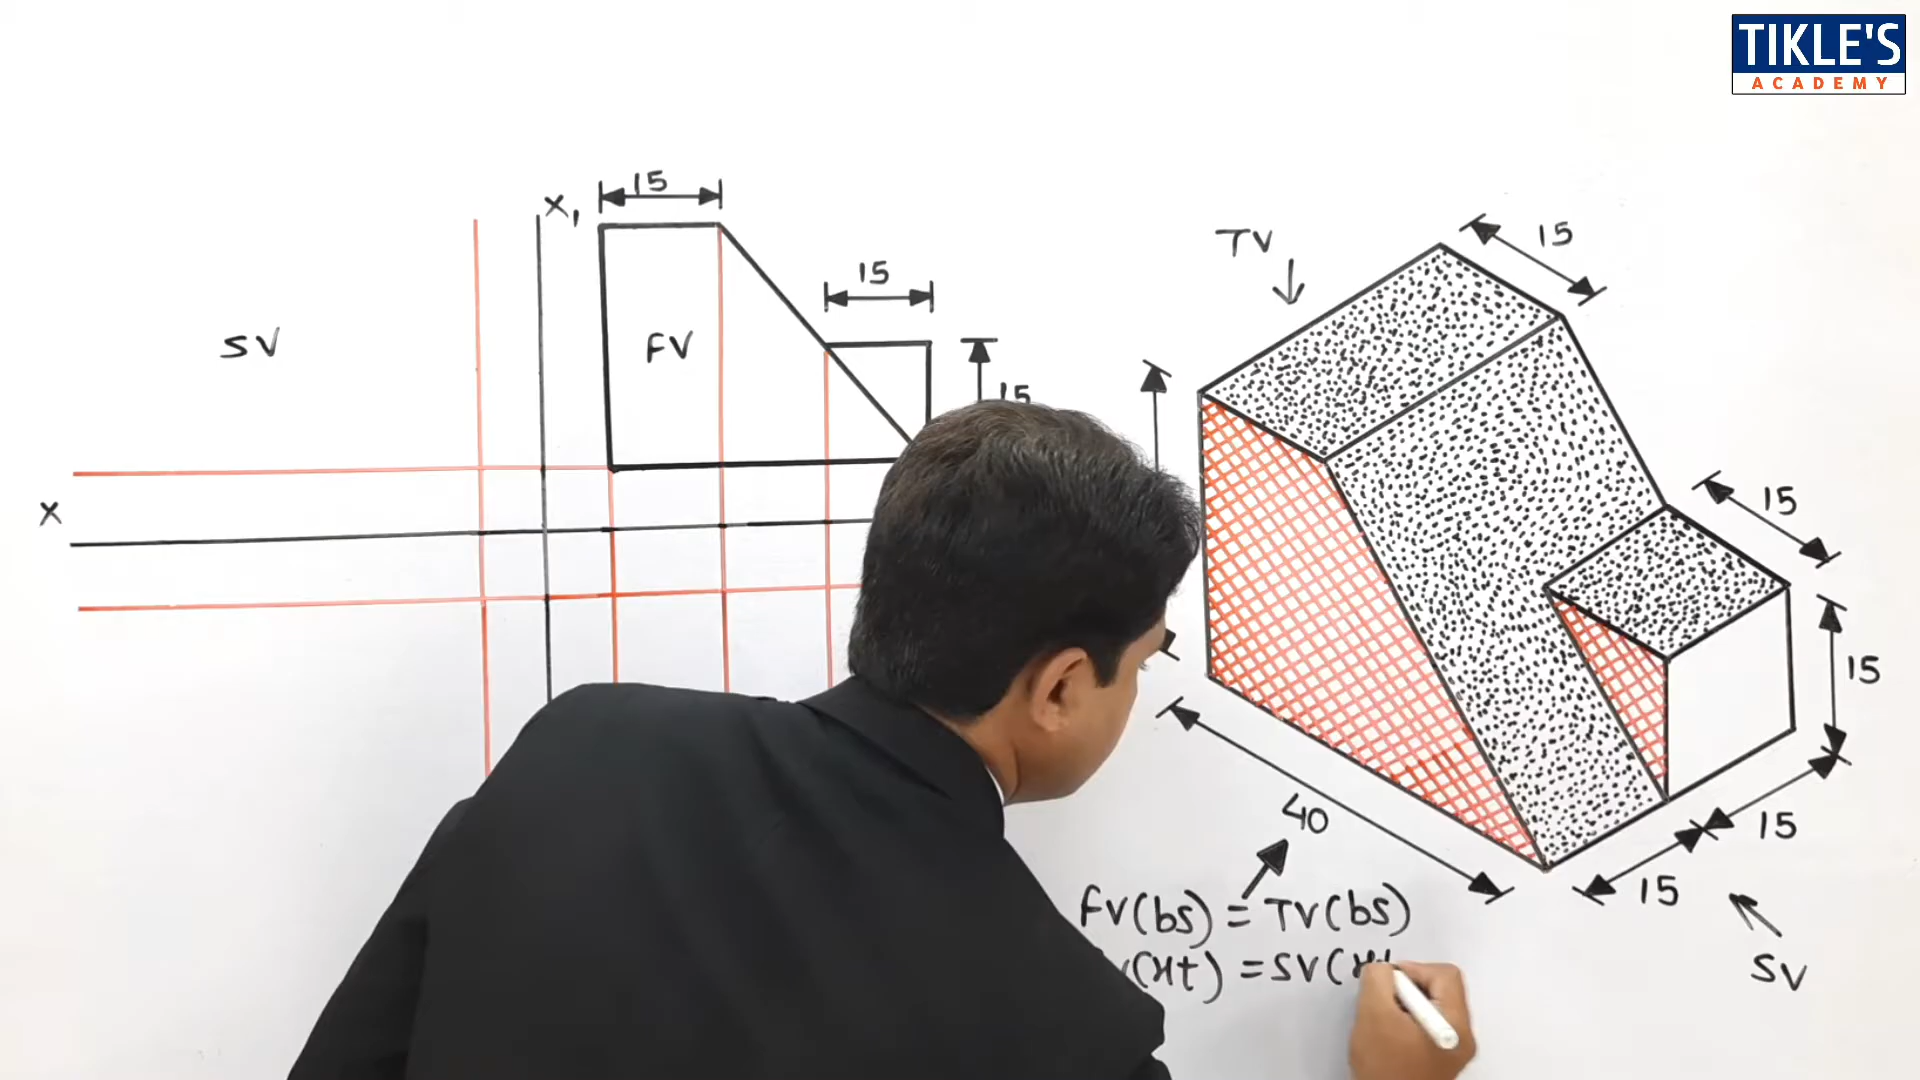 TIKLE'S
ACADEMY
15
X₁
15
SV
FV
15
X
TV
15
15
15
40
15
15
SV
FV(bs) = TV(bs)
(Ht) = SV(Ht